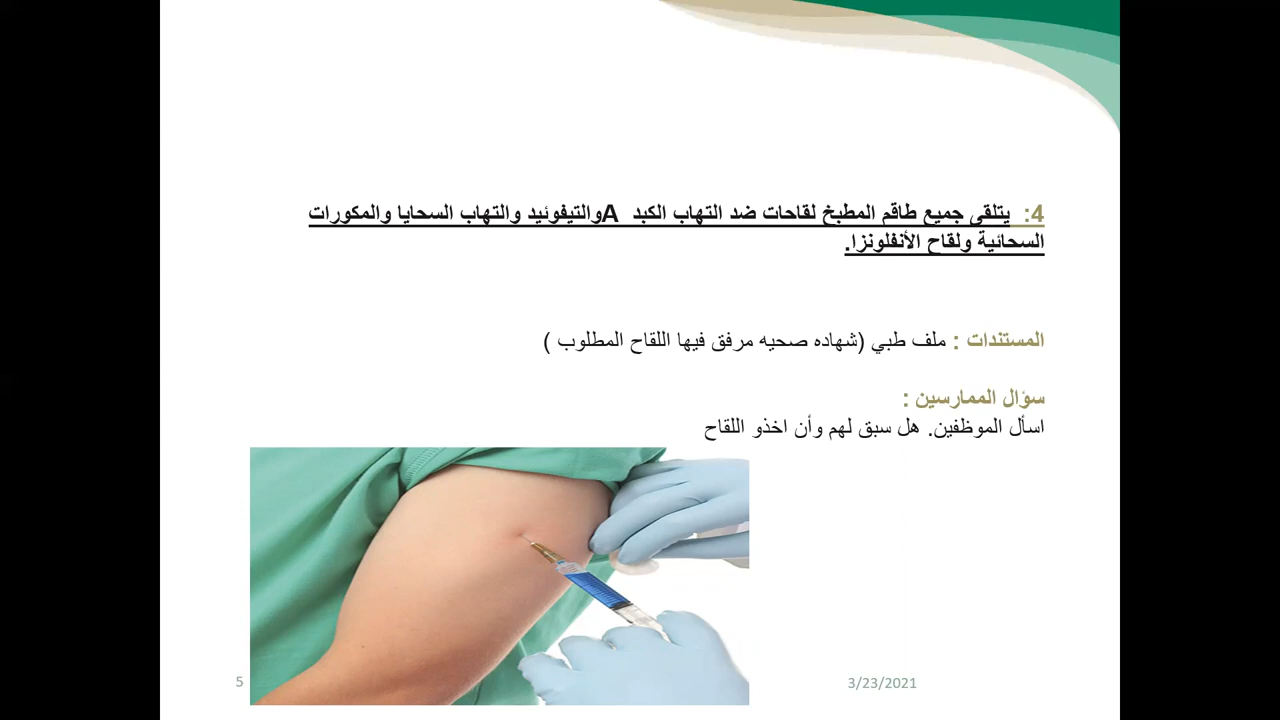 4: يتلقى جميع طاقم المطبخ لقاحات ضد التهاب الكبد A والتيفوئيد والتهاب السحايا والمكورات
السحائية ولقاح الأنفلونزا.
المستندات : ملف طبي (شهاده صحيه مرفق فيها اللقاح المطلوب )
سؤال الممارسين :
اسأل الموظفين. هل سبق لهم وأن اخذو اللقاح
5
3/23/2021